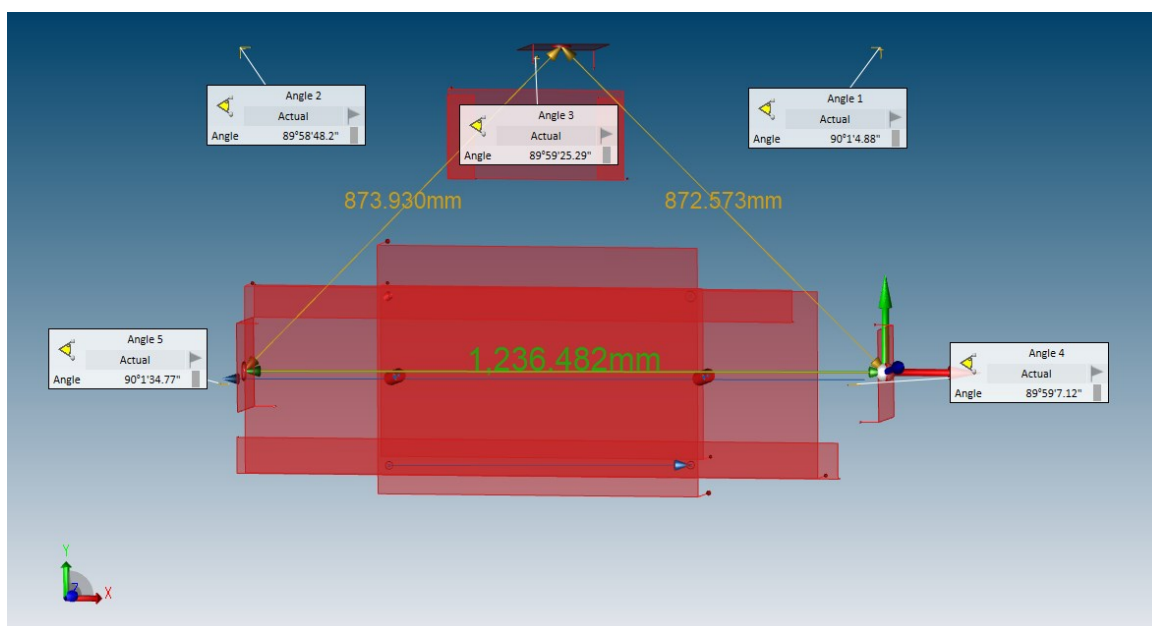 Angle 2
Actual
Angle 89°58'48.2"
Angle 3
Actual
Angle 89°59'25.29"
Angle 1
Actual
Angle 90°1'4.88"
873.930mm
872.573mm
Angle 5
Actual
Angle 90°1'34.77"
1,236.482mm
Angle 4
Actual
Angle 89°59'7.12"
Y
Z
X